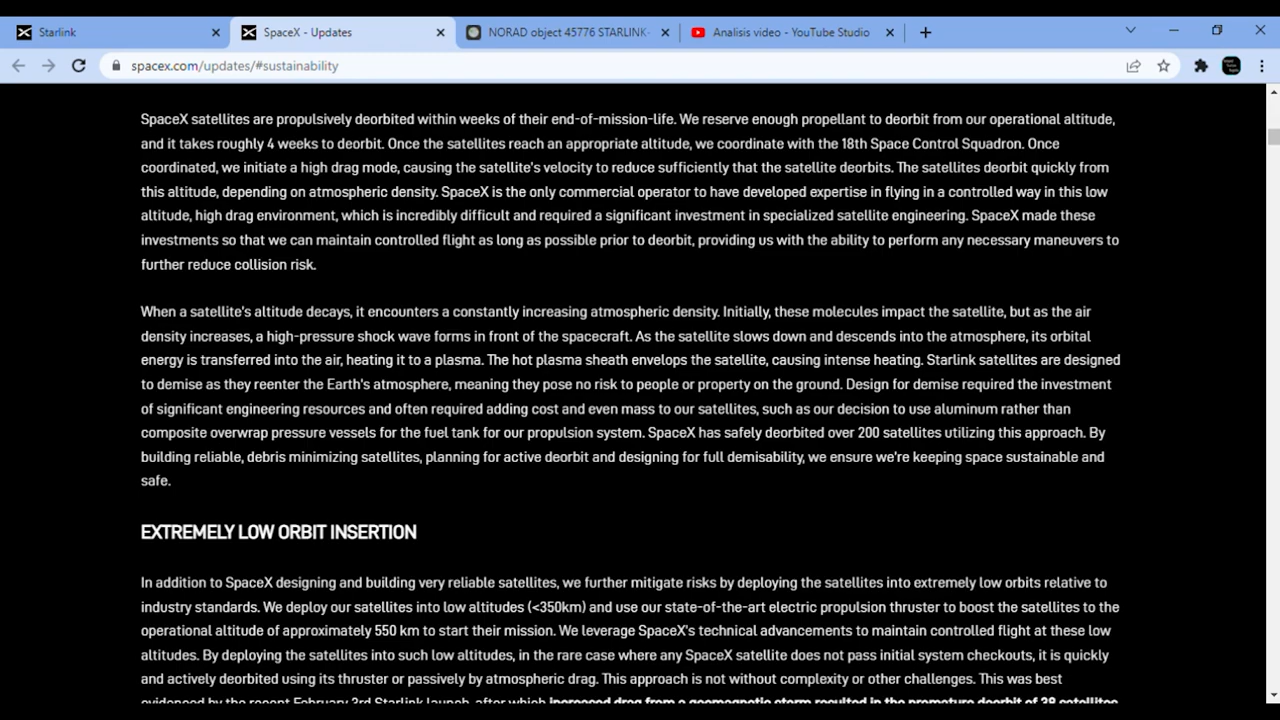 Starlink
SpaceX - Updates
NORAD object 45776 STARLINK-
Analisis video - YouTube Studio
spacex.com/updates/#sustainability
SpaceX satellites are propulsively deorbited within weeks of their end-of-mission-life. We reserve enough propellant to deorbit from our operational altitude,
and it takes roughly 4 weeks to deorbit. Once the satellites reach an appropriate altitude, we coordinate with the 18th Space Control Squadron. Once
coordinated, we initiate a high drag mode, causing the satellite's velocity to reduce sufficiently that the satellite deorbits. The satellites deorbit quickly from
this altitude, depending on atmospheric density. SpaceX is the only commercial operator to have developed expertise in flying in a controlled way in this low
altitude, high drag environment, which is incredibly difficult and required a significant investment in specialized satellite engineering. SpaceX made these
investments so that we can maintain controlled flight as long as possible prior to deorbit, providing us with the ability to perform any necessary maneuvers to
further reduce collision risk.
When a satellite's altitude decays, it encounters a constantly increasing atmospheric density. Initially, these molecules impact the satellite, but as the air
density increases, a high-pressure shock wave forms in front of the spacecraft. As the satellite slows down and descends into the atmosphere, its orbital
energy is transferred into the air, heating it to a plasma. The hot plasma sheath envelops the satellite, causing intense heating. Starlink satellites are designed
to demise as they reenter the Earth's atmosphere, meaning they pose no risk to people or property on the ground. Design for demise required the investment
of significant engineering resources and often required adding cost and even mass to our satellites, such as our decision to use aluminum rather than
composite overwrap pressure vessels for the fuel tank for our propulsion system. SpaceX has safely deorbited over 200 satellites utilizing this approach. By
building reliable, debris minimizing satellites, planning for active deorbit and designing for full demisability, we ensure we're keeping space sustainable and
safe.
EXTREMELY LOW ORBIT INSERTION
In addition to SpaceX designing and building very reliable satellites, we further mitigate risks by deploying the satellites into extremely low orbits relative to
industry standards. We deploy our satellites into low altitudes (<350km) and use our state-of-the-art electric propulsion thruster to boost the satellites to the
operational altitude of approximately 550 km to start their mission. We leverage SpaceX's technical advancements to maintain controlled flight at these low
altitudes. By deploying the satellites into such low altitudes, in the rare case where any SpaceX satellite does not pass initial system checkouts, it is quickly
and actively deorbited using its thruster or passively by atmospheric drag. This approach is not without complexity or other challenges. This was best
evidenced by the recent February 3rd Starlink launch, after which increased drag from a geomagnetic storm resulted in the premature deorbit of 38 satellites